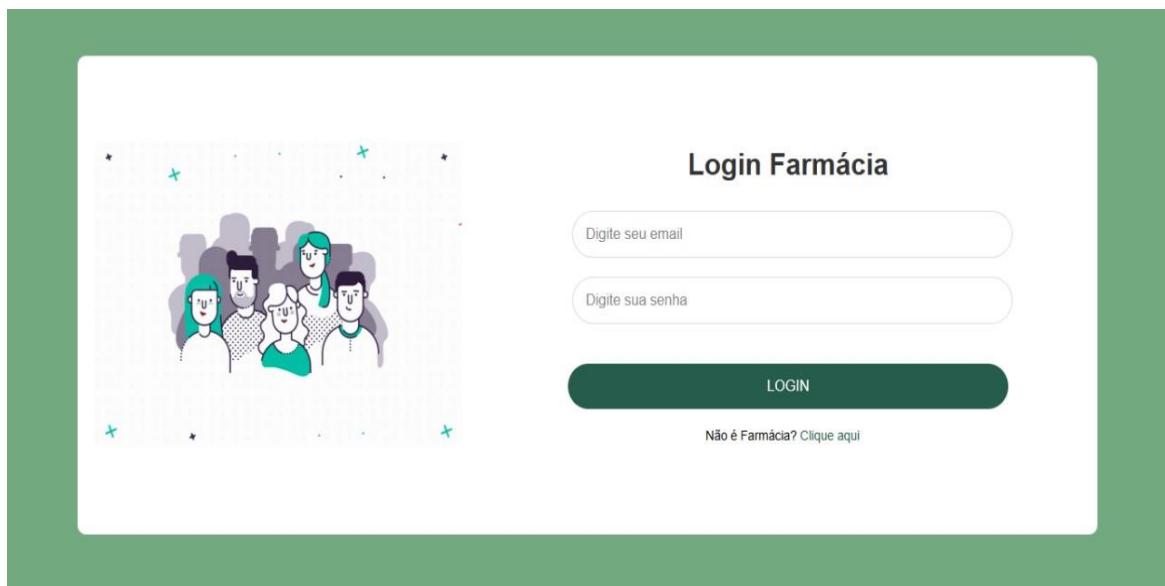 Login Farmácia
Digite seu email
Digite sua senha
LOGIN
Não é Farmácia? Clique aqui